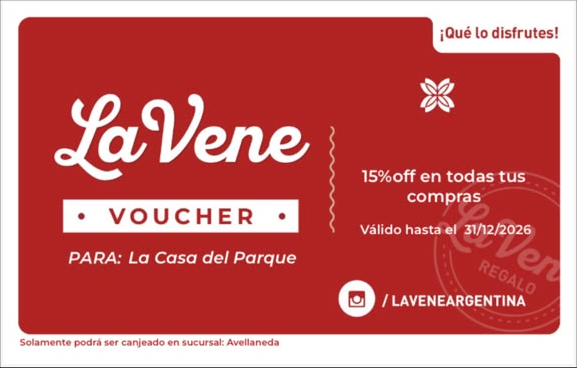 ¡Qué lo disfrutes!
La Vene
• VOUCHER •
PARA: La Casa del Parque
15%off en todas tus
compras
Válido hasta el 31/12/2026
La Vene
REGALO
/ LAVENEARGENTINA
Solamente podrá ser canjeado en sucursal: Avellaneda